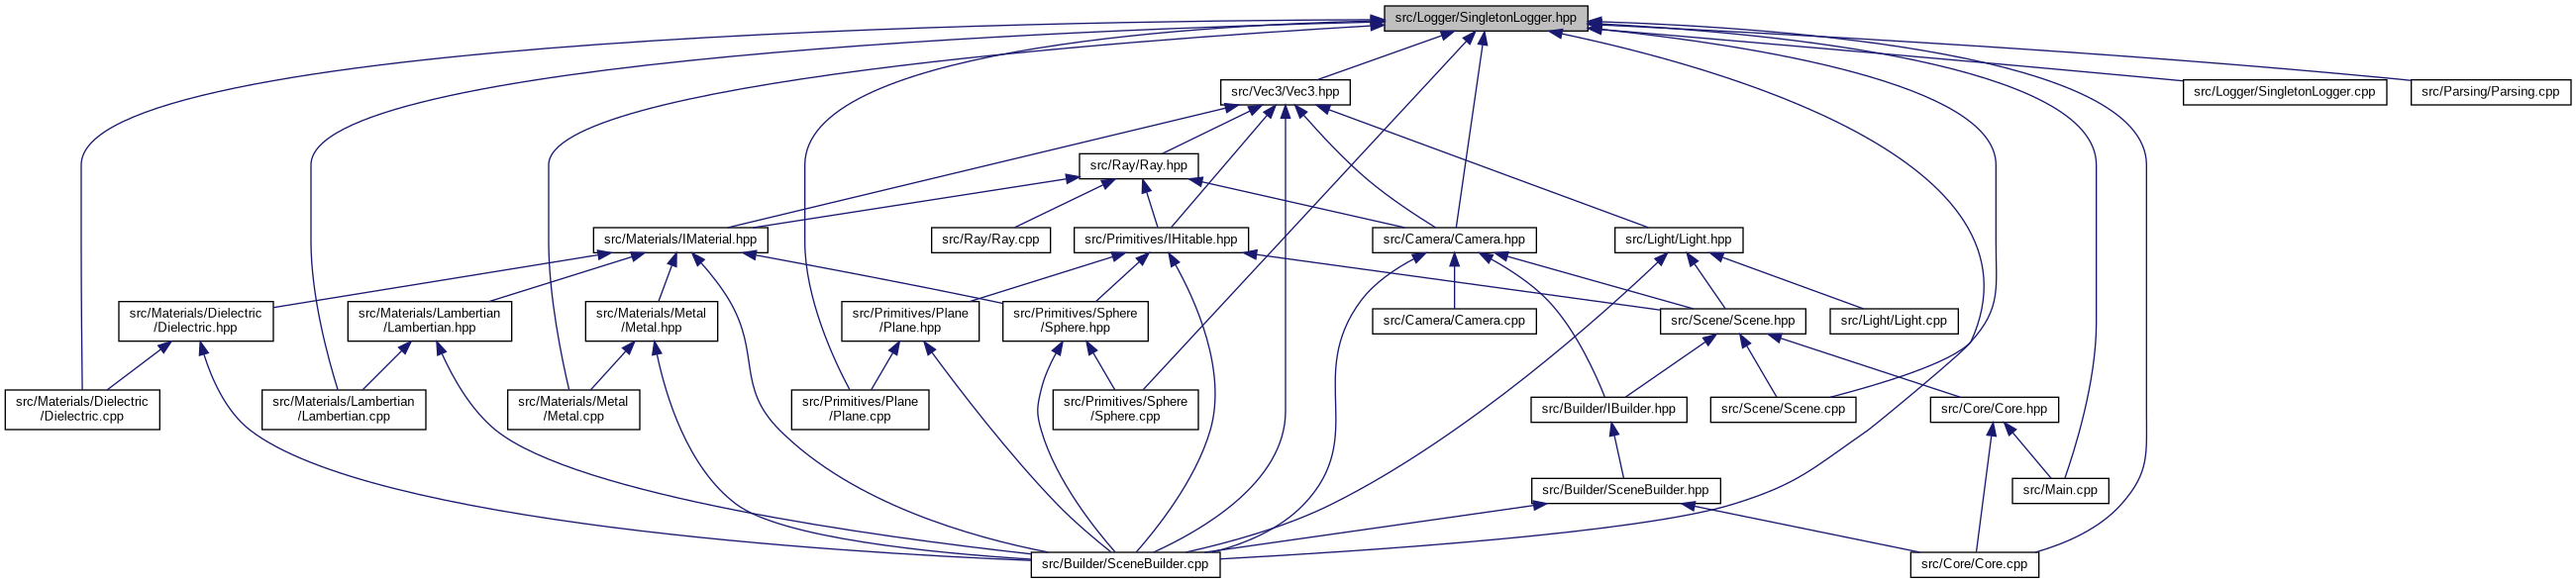 src/Logger/SingletonLogger.hpp
src/Vec3/Vec3.hpp
src/Logger/SingletonLogger.cpp
src/Parsing/Parsing.cpp
src/Ray/Ray.hpp
src/Materials/IMaterial.hpp
src/Ray/Ray.cpp
src/Primitives/IHitable.hpp
src/Camera/Camera.hpp
src/Light/Light.hpp
src/Materials/Dielectric
/Dielectric.hpp
src/Materials/Lambertian
/Lambertian.hpp
src/Materials/Metal
/Metal.hpp
src/Primitives/Plane
/Plane.hpp
src/Primitives/Sphere
/Sphere.hpp
src/Camera/Camera.cpp
src/Scene/Scene.hpp
src/Light/Light.cpp
src/Materials/Dielectric
/Dielectric.cpp
src/Materials/Lambertian
/Lambertian.cpp
src/Materials/Metal
/Metal.cpp
src/Primitives/Plane
/Plane.cpp
src/Primitives/Sphere
/Sphere.cpp
src/Builder/IBuilder.hpp
src/Scene/Scene.cpp
src/Core/Core.hpp
src/Builder/SceneBuilder.hpp
src/Main.cpp
src/Builder/SceneBuilder.cpp
src/Core/Core.cpp